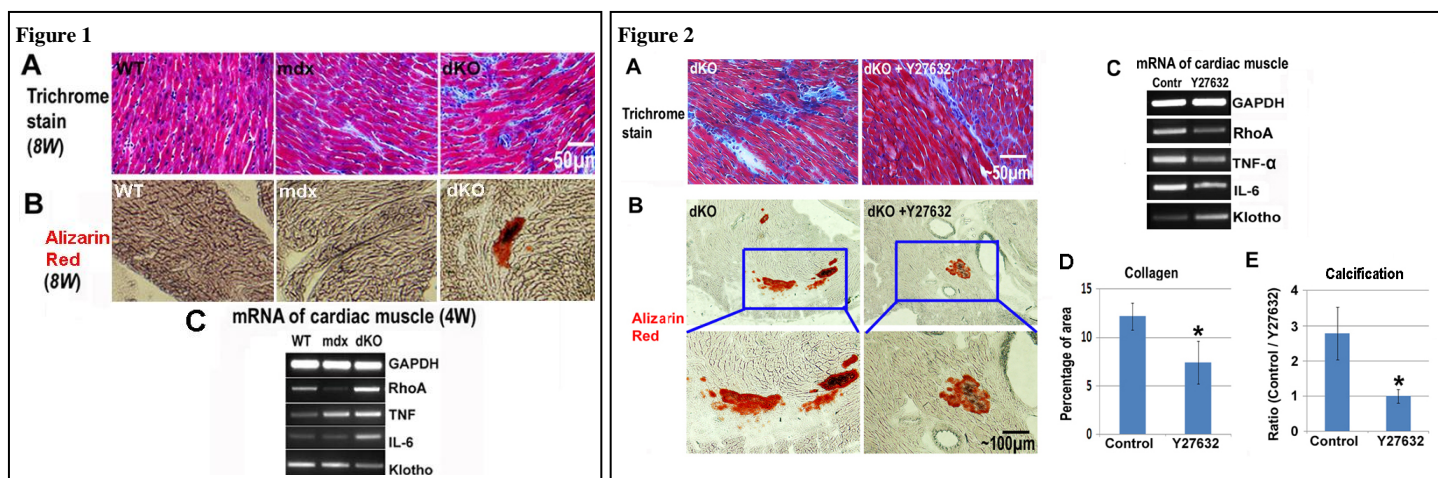 Figure 1
A
Trichrome
stain
(8W)
WT
mdx
dKO
~50µm
B
Alizarin
Red
(8W)
WT
mdx
dKO
C
mRNA of cardiac muscle (4W)
WT mdx dKO
GAPDH
RhoA
TNF
IL-6
Klotho
Figure 2
A
Trichrome
stain
dKO
dKO + Y27632
~50µm
B
Alizarin
Red
dKO
dKO +Y27632
~100µm
C
mRNA of cardiac muscle
Contr Y27632
GAPDH
RhoA
TNF-α
IL-6
Klotho
D
Collagen
Percentage of area
15
10
5
0
*
Control Y27632
E
Calcification
Ratio (Control / Y27632)
4
3
2
1
0
*
Control Y27632